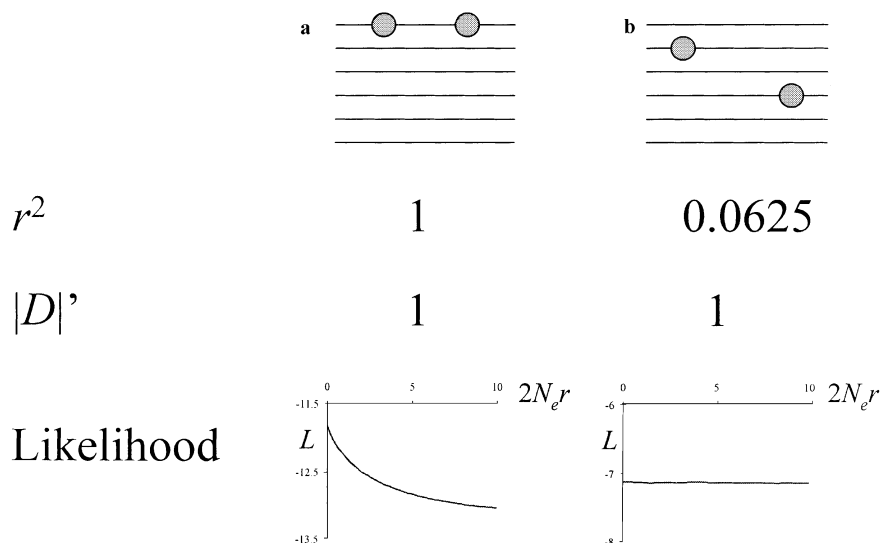 a b
r² 1 0.0625
|D|’ 1 1
0 5 10 2Nₑr 0 5 10 2Nₑr
-11.5 -6
Likelihood L L
-12.5 -7
-13.5 -8